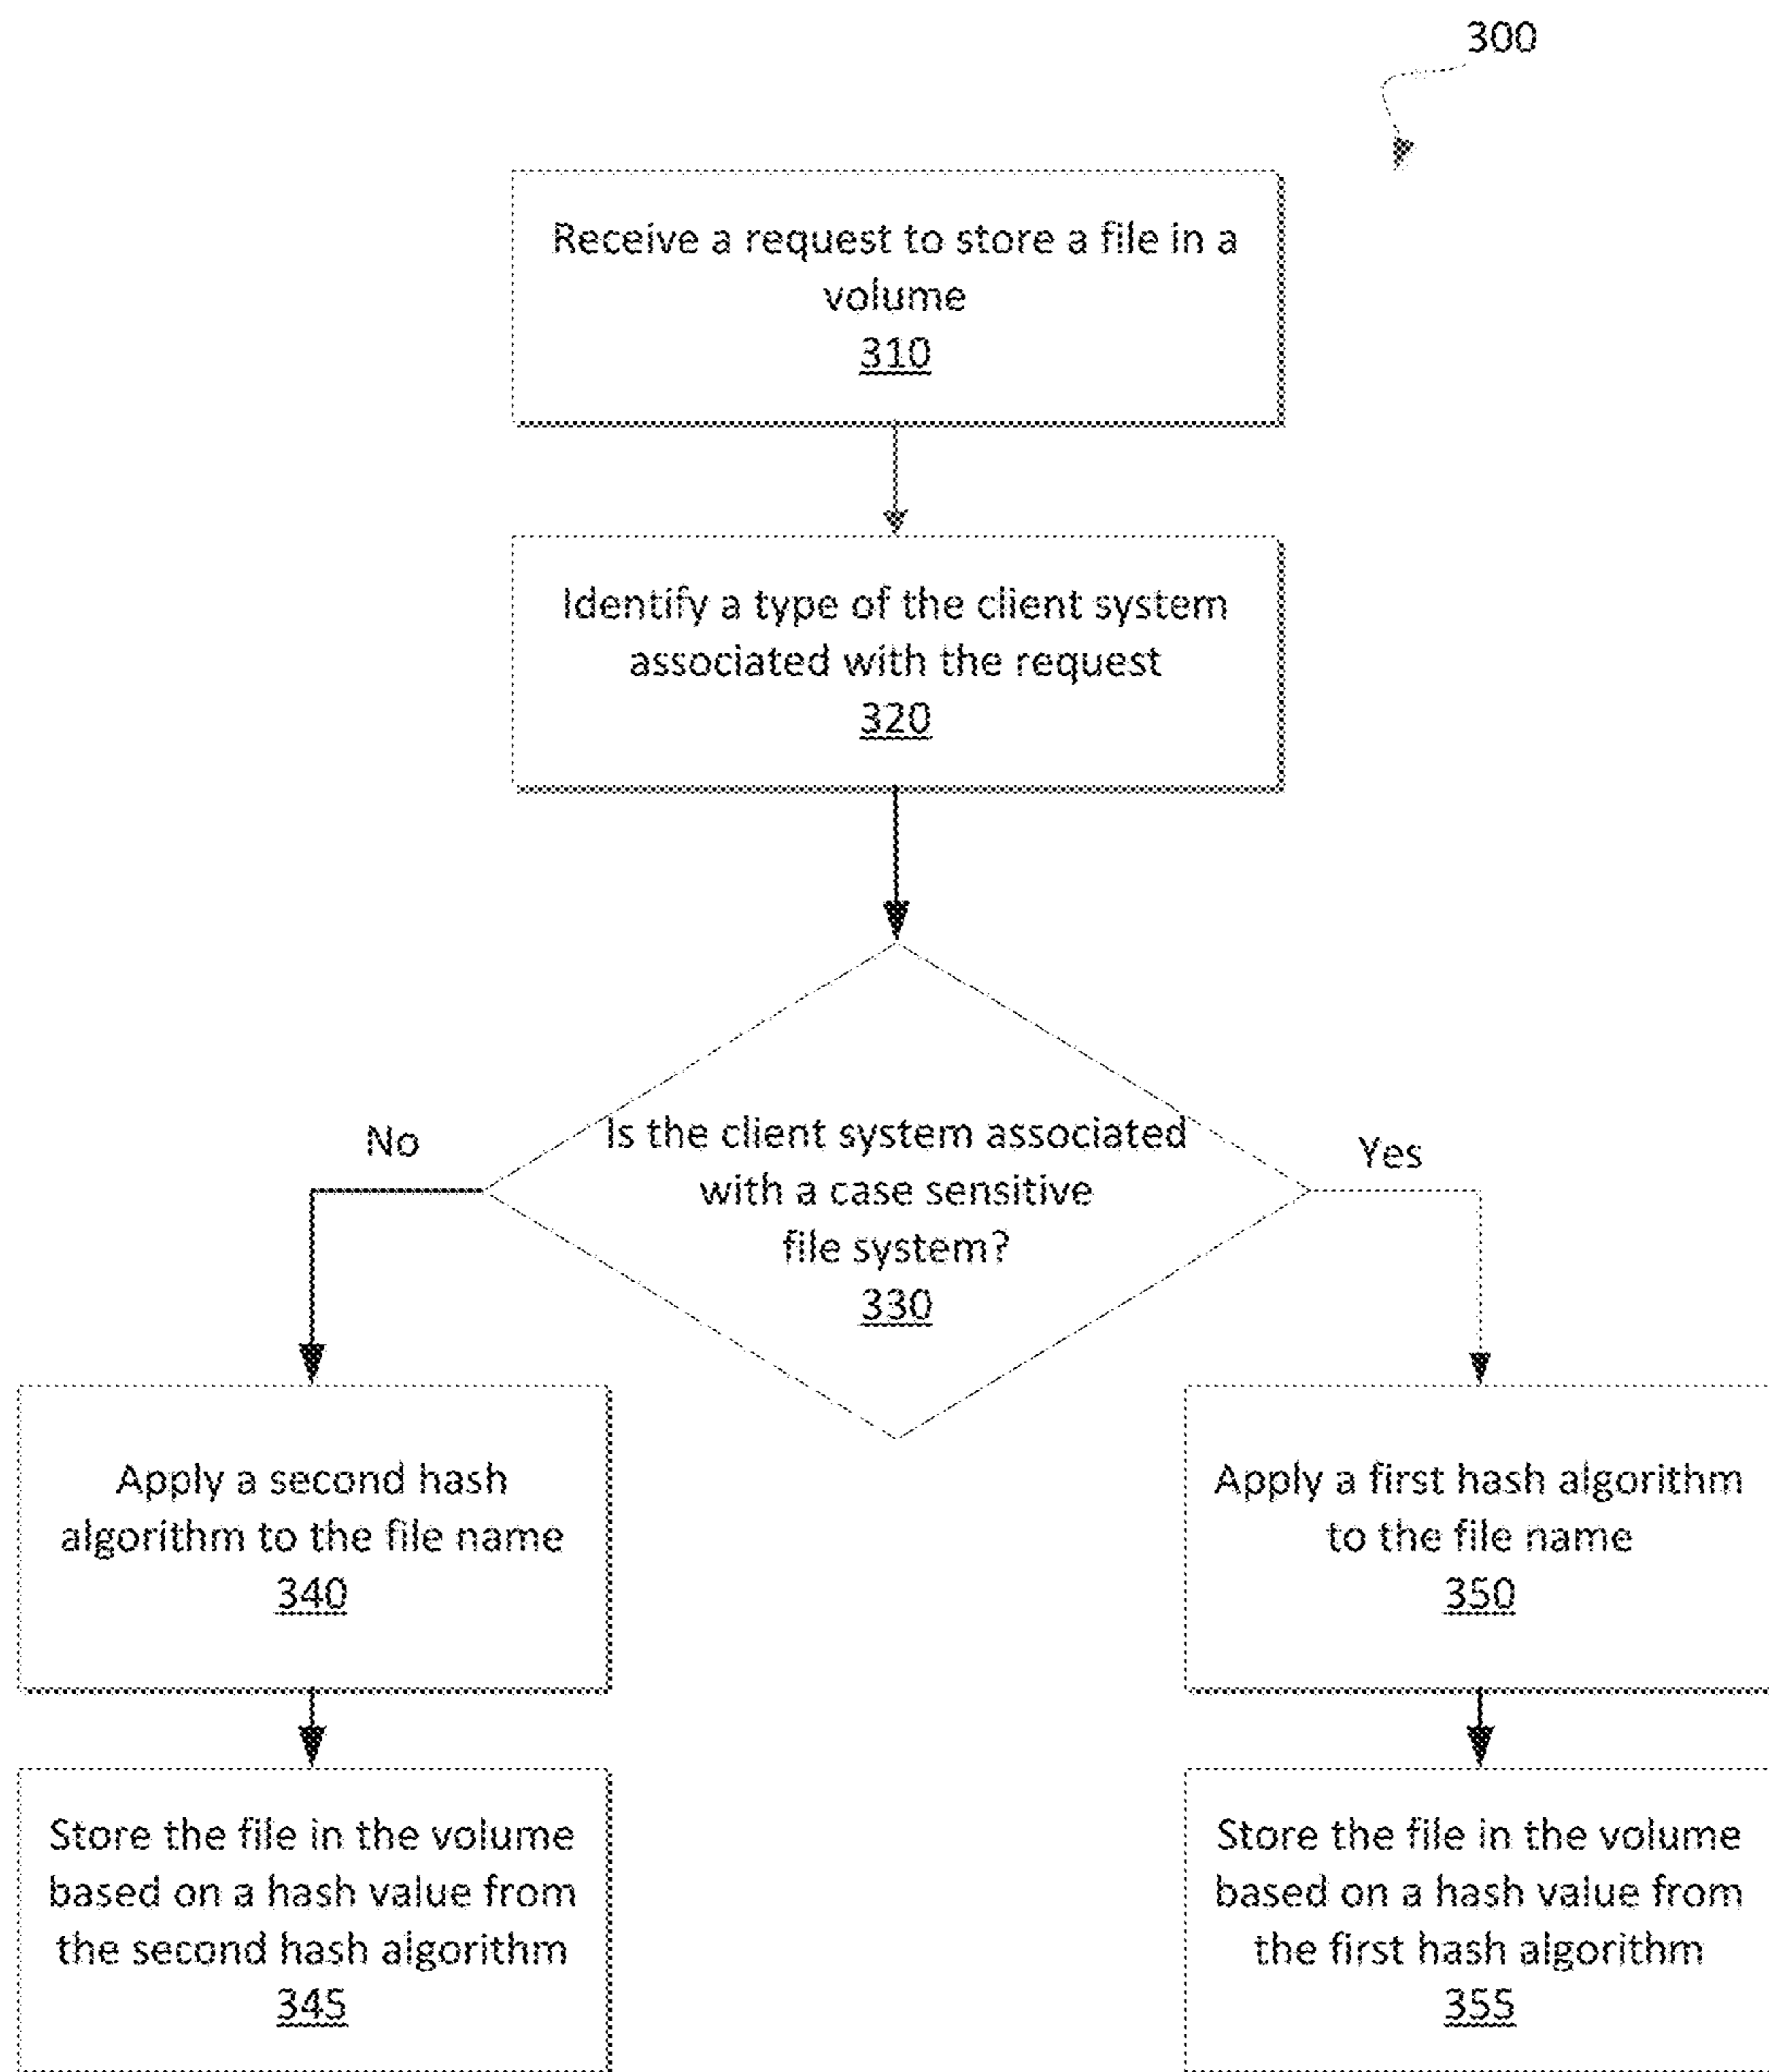 300
Receive a request to store a file in a
volume
310
Identify a type of the client system
associated with the request
320
Is the client system associated
with a case sensitive
file system?
330
No
Yes
Apply a second hash
algorithm to the file name
340
Store the file in the volume
based on a hash value from
the second hash algorithm
345
Apply a first hash algorithm
to the file name
350
Store the file in the volume
based on a hash value from
the first hash algorithm
355